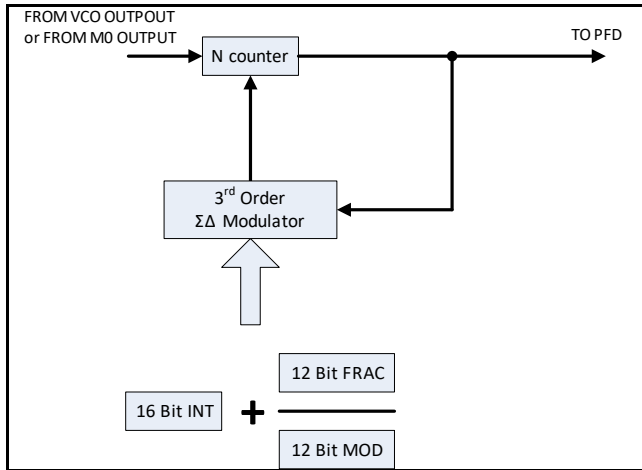 FROM VCO OUTPOUT
or FROM M0 OUTPUT
TO PFD
N counter
3rd Order
ΣΔ Modulator
12 Bit FRAC
16 Bit INT +
12 Bit MOD